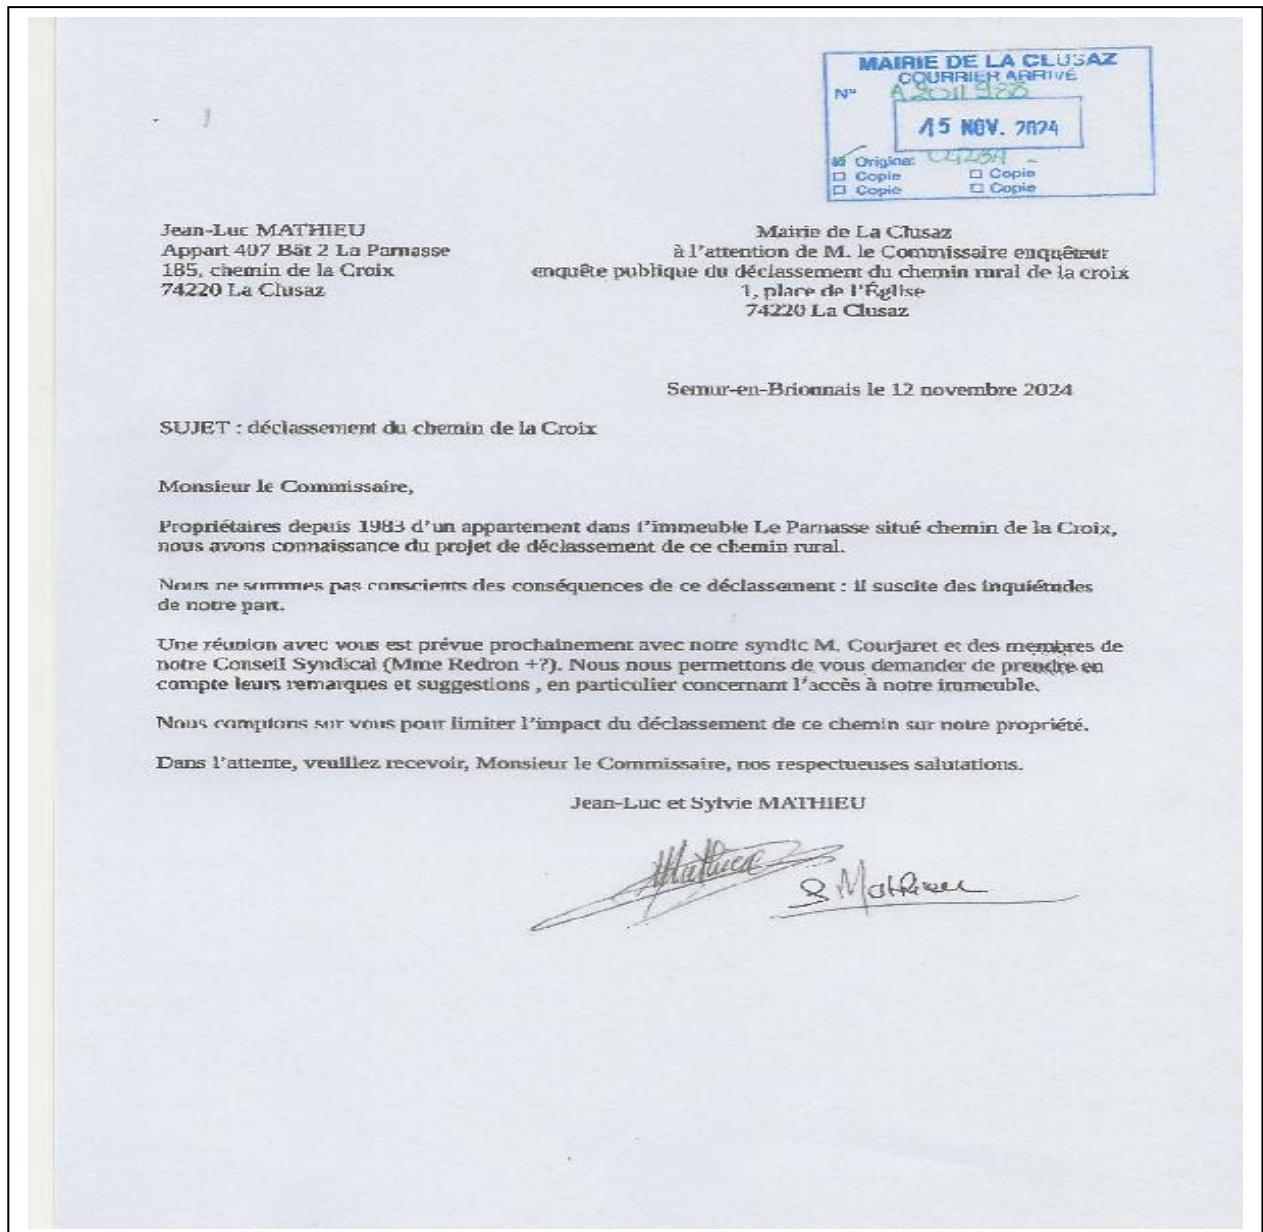 MAIRIE DE LA CLUSAZ
COURRIER ARRIVÉ
N°
15 NOV. 2024
Origine:
Copie
Copie
Copie
Copie
Jean-Luc MATHIEU
Appart 407 Bât 2 La Parnasse
185, chemin de la Croix
74220 La Clusaz
Mairie de La Clusaz
à l'attention de M. le Commissaire enquêteur
enquête publique du déclassement du chemin rural de la croix
1, place de l'Église
74220 La Clusaz
Semur-en-Brionnais le 12 novembre 2024
SUJET : déclassement du chemin de la Croix
Monsieur le Commissaire,
Propriétaires depuis 1983 d'un appartement dans l'immeuble Le Parnasse situé chemin de la Croix,
nous avons connaissance du projet de déclassement de ce chemin rural.
Nous ne sommes pas conscients des conséquences de ce déclassement : il suscite des inquiétudes
de notre part.
Une réunion avec vous est prévue prochainement avec notre syndic M. Courjaret et des membres de
notre Conseil Syndical (Mme Redron +?). Nous nous permettons de vous demander de prendre en
compte leurs remarques et suggestions , en particulier concernant l'accès à notre immeuble.
Nous comptons sur vous pour limiter l'impact du déclassement de ce chemin sur notre propriété.
Dans l'attente, veuillez recevoir, Monsieur le Commissaire, nos respectueuses salutations.
Jean-Luc et Sylvie MATHIEU
Mathieu
S Mathieu